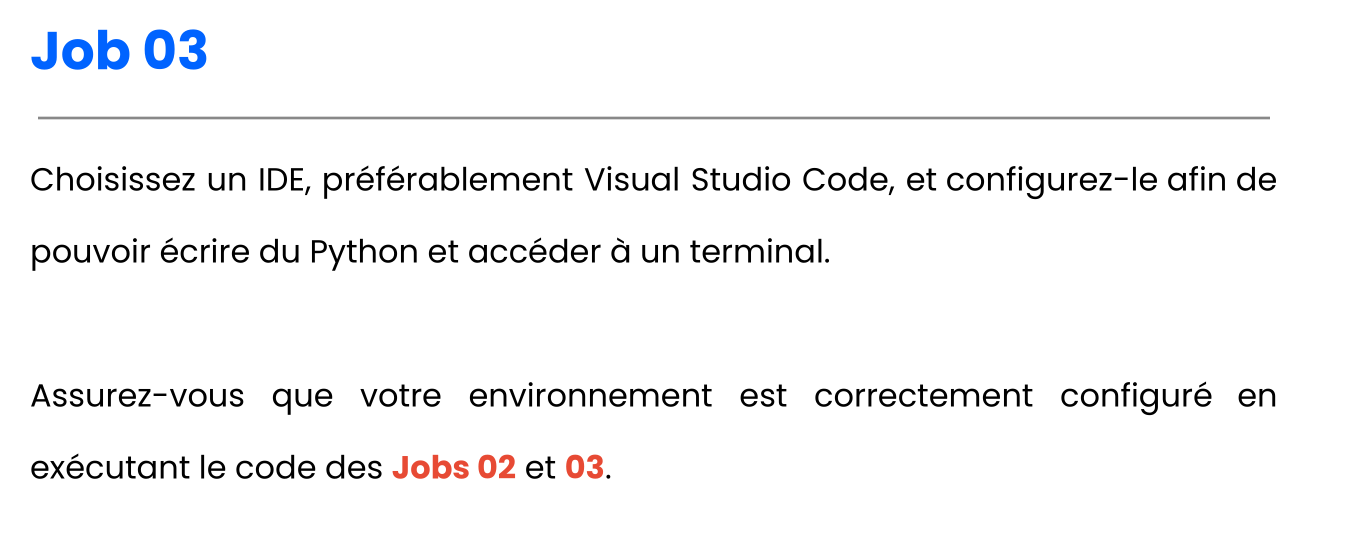 Job 03
Choisissez un IDE, préférablement Visual Studio Code, et configurez-le afin de
pouvoir écrire du Python et accéder à un terminal.
Assurez-vous que votre environnement est correctement configuré en
exécutant le code des Jobs 02 et 03.